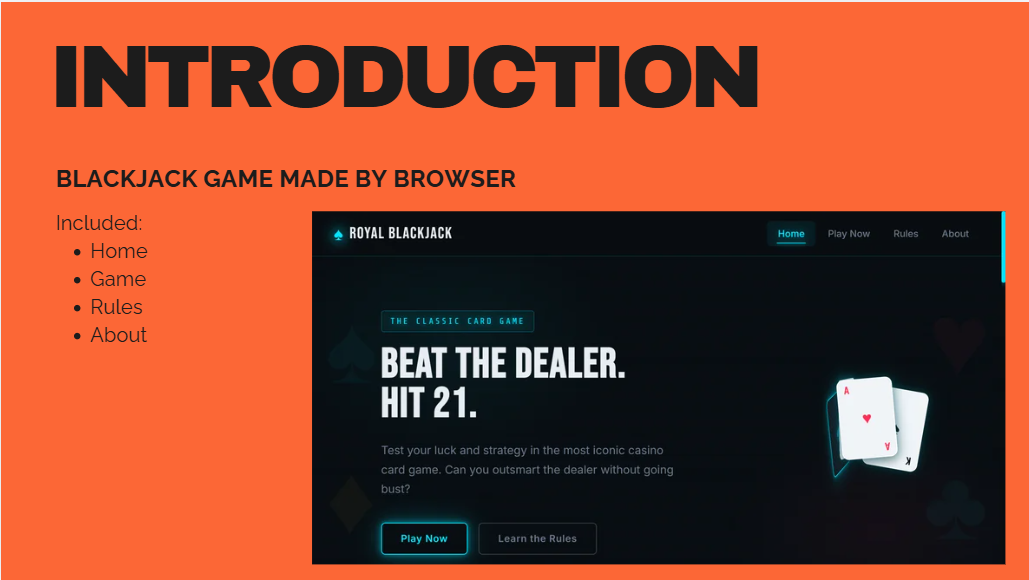 INTRODUCTION
BLACKJACK GAME MADE BY BROWSER
Included:
• Home
• Game
• Rules
• About
ROYAL BLACKJACK
Home Play Now Rules About
THE CLASSIC CARD GAME
BEAT THE DEALER.
HIT 21.
Test your luck and strategy in the most iconic casino
card game. Can you outsmart the dealer without going
bust?
Play Now Learn the Rules
A
A
K